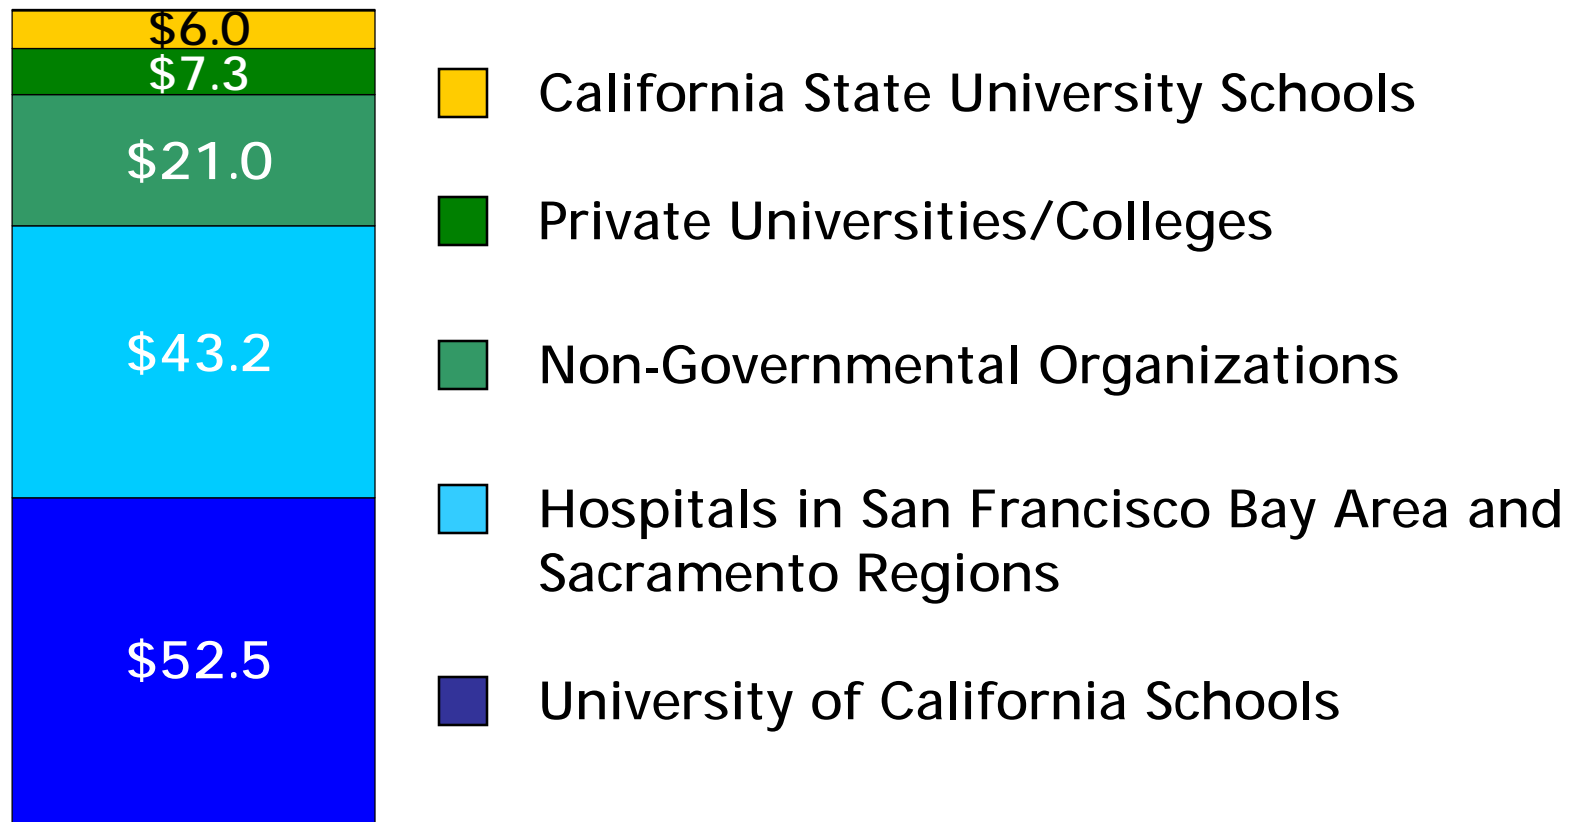 $6.0
$7.3
$21.0
$43.2
$52.5
California State University Schools
Private Universities/Colleges
Non-Governmental Organizations
Hospitals in San Francisco Bay Area and
Sacramento Regions
University of California Schools